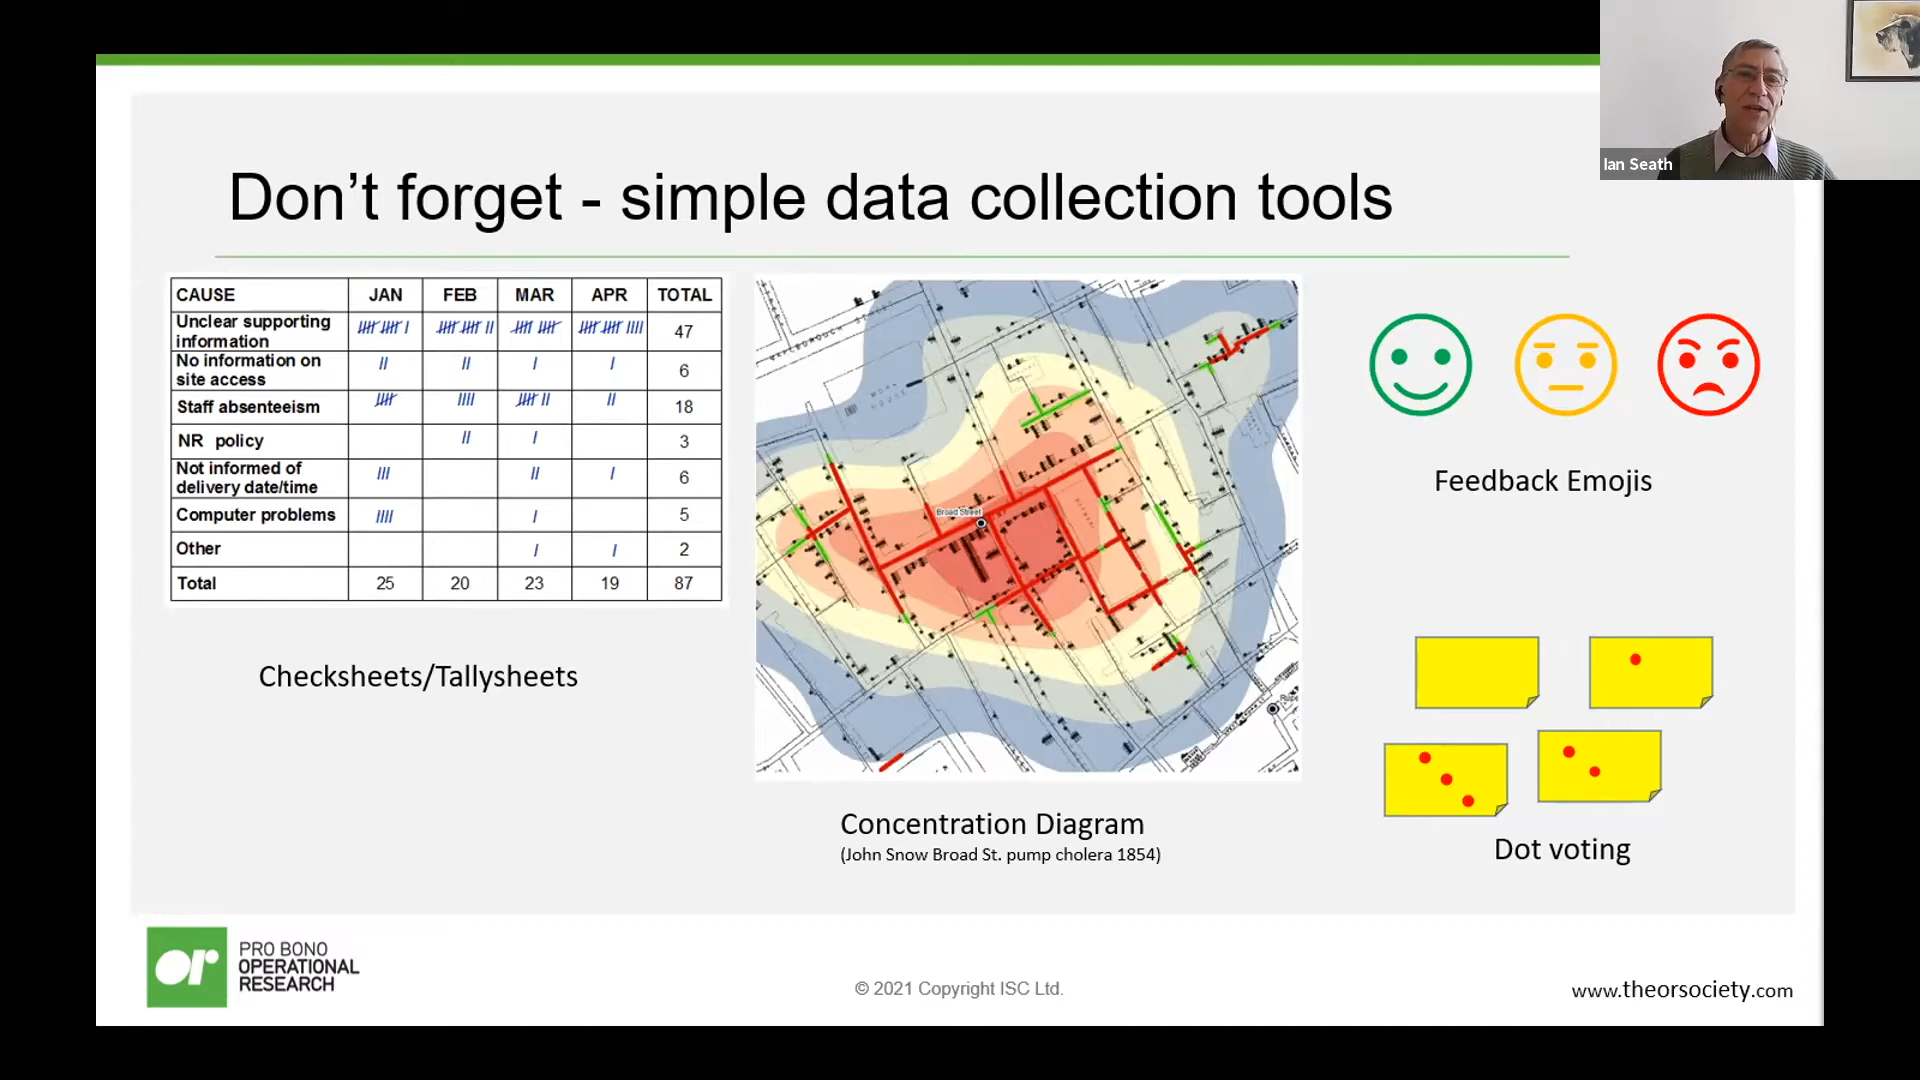 Ian Seath
Don't forget - simple data collection tools
CAUSE JAN FEB MAR APR TOTAL
Unclear supporting
information 47
No information on
site access 6
Staff absenteeism 18
NR policy 3
Not informed of
delivery date/time 6
Computer problems 5
Other 2
Total 25 20 23 19 87
Checksheets/Tallysheets
Broad Street
Concentration Diagram
(John Snow Broad St. pump cholera 1854)
Feedback Emojis
Dot voting
or
PRO BONO
OPERATIONAL
RESEARCH
© 2021 Copyright ISC Ltd.
www.theorsociety.com